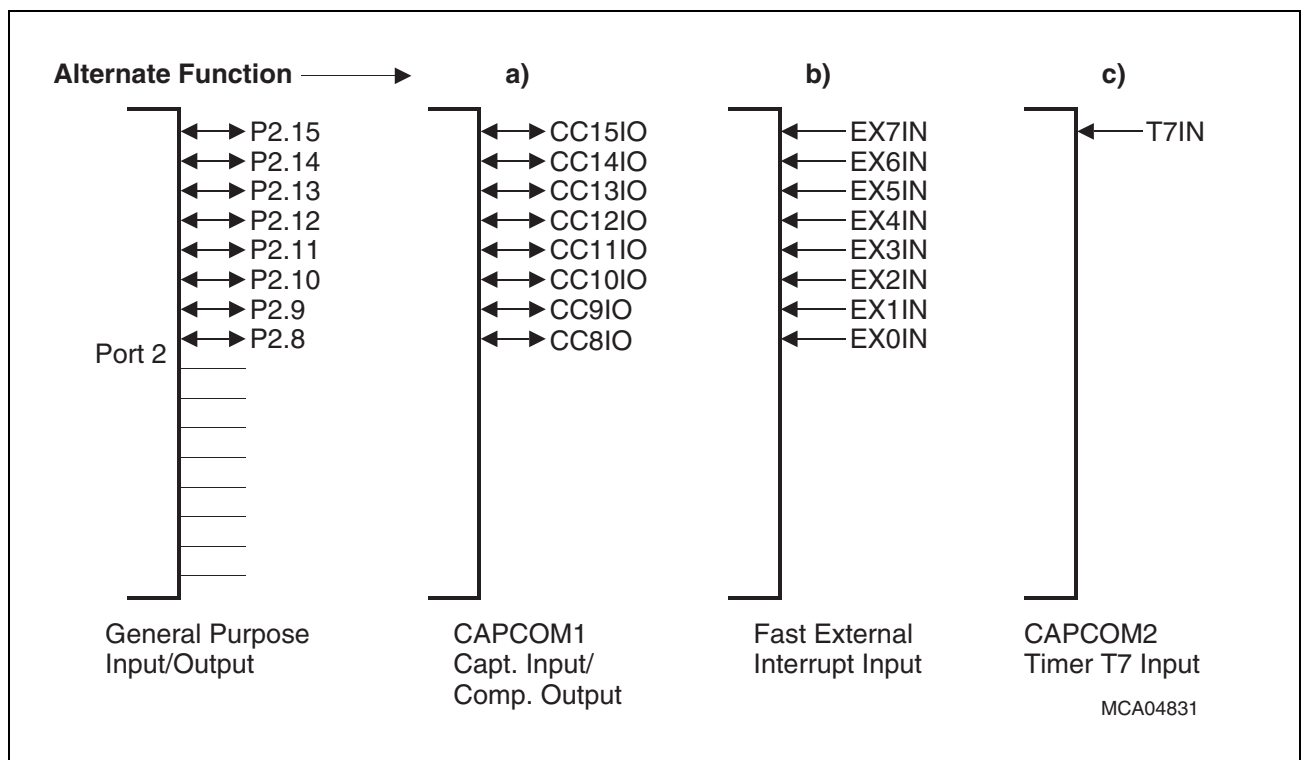 Alternate Function a) b) c)
P2.15 CC15IO EX7IN T7IN
P2.14 CC14IO EX6IN
P2.13 CC13IO EX5IN
P2.12 CC12IO EX4IN
P2.11 CC11IO EX3IN
P2.10 CC10IO EX2IN
P2.9 CC9IO EX1IN
P2.8 CC8IO EX0IN
Port 2
General Purpose
Input/Output
CAPCOM1
Capt. Input/
Comp. Output
Fast External
Interrupt Input
CAPCOM2
Timer T7 Input
MCA04831